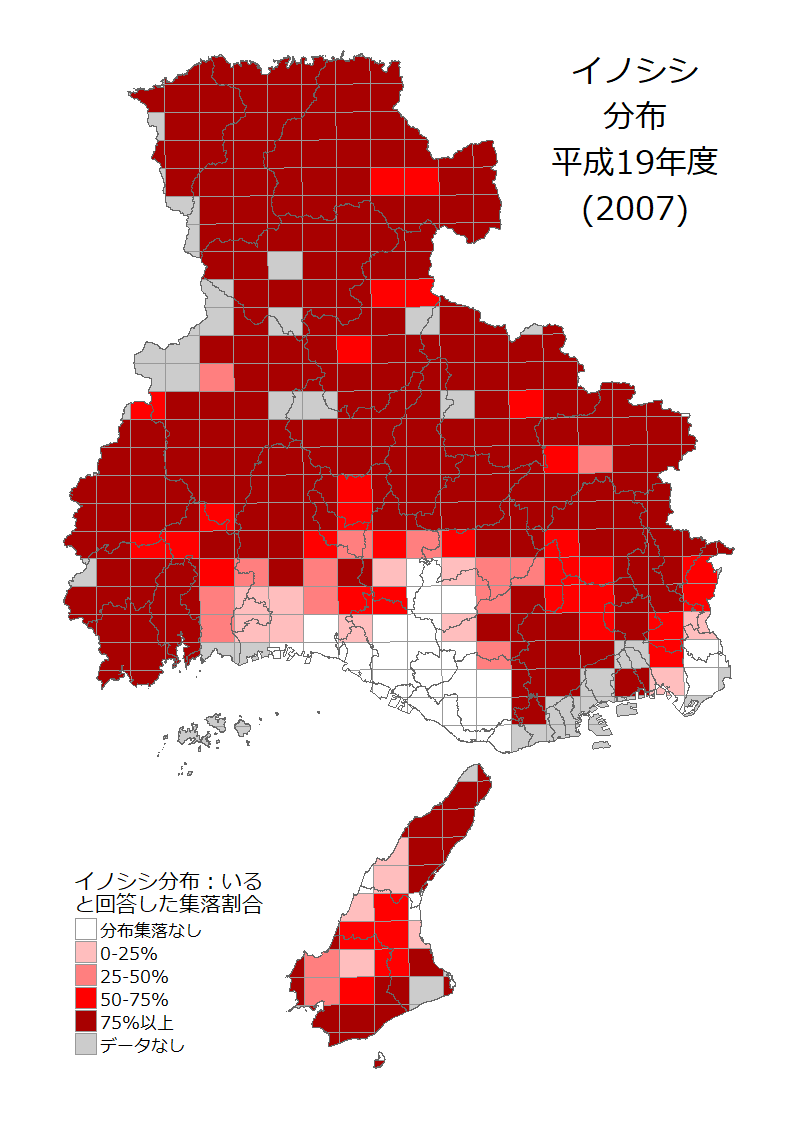 イノシシ
分布
平成19年度
(2007)
イノシシ分布：いる
と回答した集落割合
分布集落なし
0-25%
25-50%
50-75%
75%以上
データなし